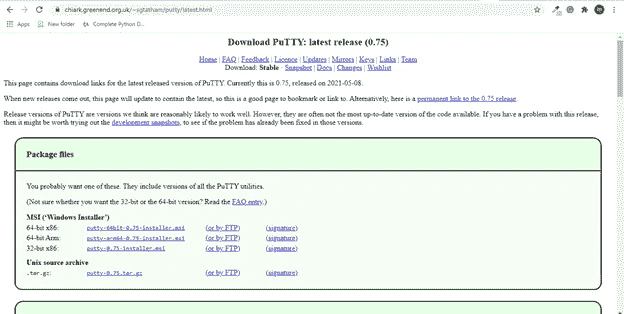 chiark.greenend.org.uk/~sgtatham/putty/latest.html
Apps New folder Complete Python D...
Download PuTTY: latest release (0.75)
Home | FAQ | Feedback | Licence | Updates | Mirrors | Keys | Links | Team
Download: Stable · Snapshot | Docs | Changes | Wishlist
This page contains download links for the latest released version of PuTTY. Currently this is 0.75, released on 2021-05-08.
When new releases come out, this page will update to contain the latest, so this is a good page to bookmark or link to. Alternatively, here is a permanent link to the 0.75 release.
Release versions of PuTTY are versions we think are reasonably likely to work well. However, they are often not the most up-to-date version of the code available. If you have a problem with this release,
then it might be worth trying out the development snapshots, to see if the problem has already been fixed in those versions.
Package files
You probably want one of these. They include versions of all the PuTTY utilities.
(Not sure whether you want the 32-bit or the 64-bit version? Read the FAQ entry.)
MSI (‘Windows Installer’)
64-bit x86: putty-64bit-0.75-installer.msi (or by FTP) (signature)
64-bit Arm: putty-arm64-0.75-installer.msi (or by FTP) (signature)
32-bit x86: putty-0.75-installer.msi (or by FTP) (signature)
Unix source archive
.tar.gz: putty-0.75.tar.gz (or by FTP) (signature)